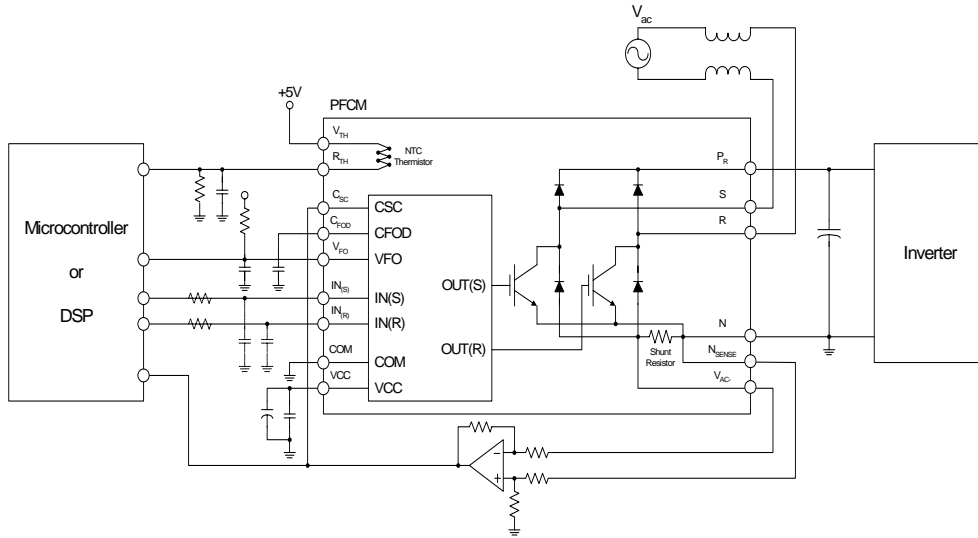 Vac
+5V
PFCM
VTH
NTC
Thermistor
RTH
PR
CSC
CSC
S
CFOD
CFOD
R
Microcontroller
or
DSP
VFO
VFO
Inverter
IN(S)
IN(S)
OUT(S)
IN(R)
IN(R)
N
COM
COM
OUT(R)
Shunt
Resistor
NSENSE
VCC
VCC
VAC-
-
+